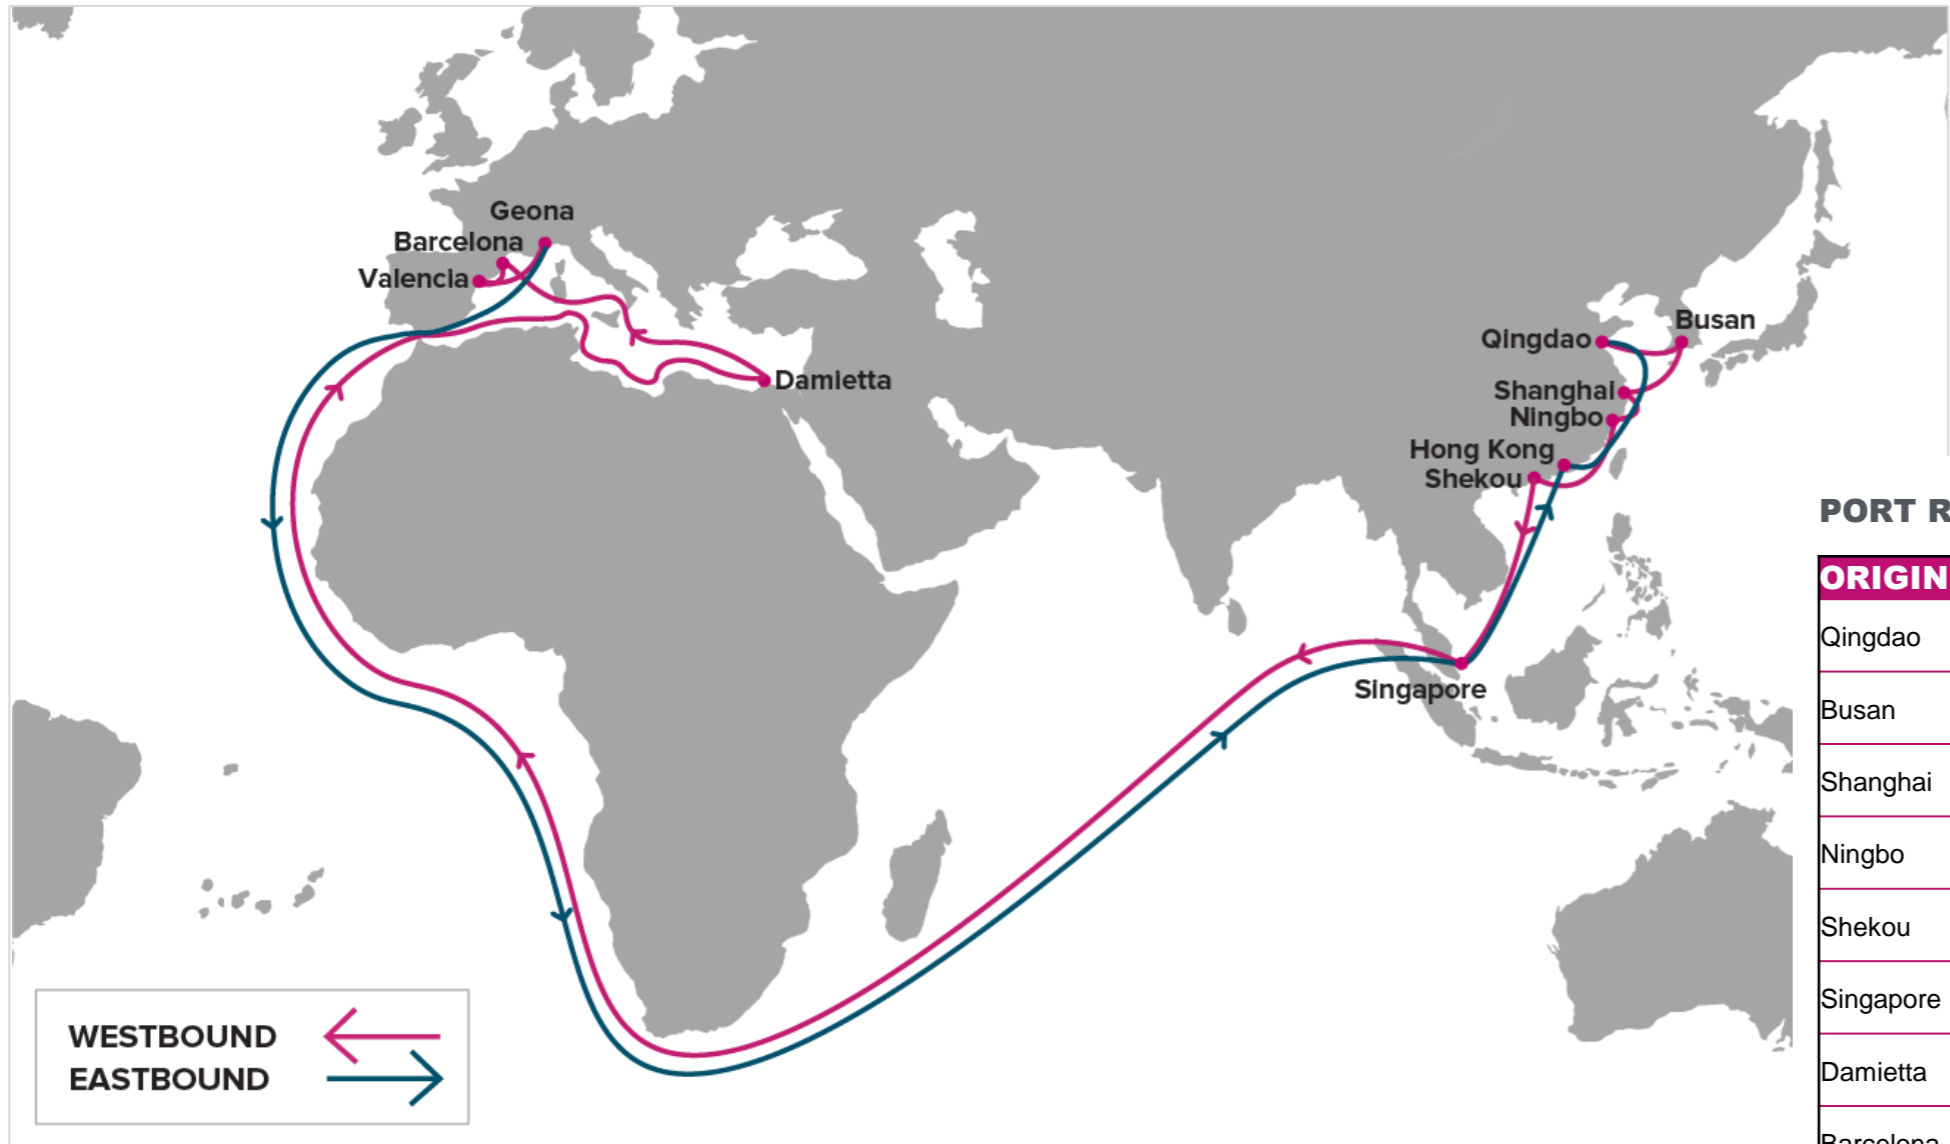 Geona
Barcelona
Valencia
Damietta
Busan
Qingdao
Shanghai
Ningbo
Hong Kong
Shekou
Singapore
WESTBOUND
EASTBOUND
PORT R
ORIGIN
Qingdao
Busan
Shanghai
Ningbo
Shekou
Singapore
Damietta
Barcelona